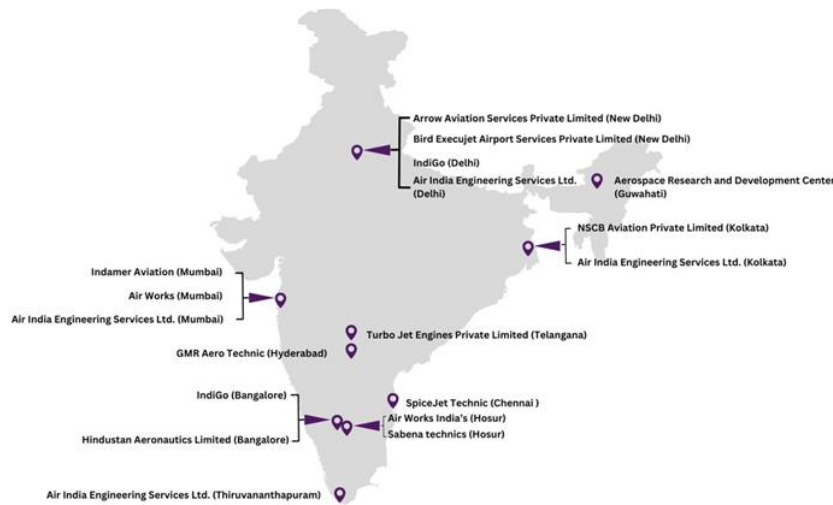 Arrow Aviation Services Private Limited (New Delhi)
Bird Execujet Airport Services Private Limited (New Delhi)
IndiGo (Delhi)
Air India Engineering Services Ltd.
(Delhi)
Aerospace Research and Development Center
(Guwahati)
NSCB Aviation Private Limited (Kolkata)
Air India Engineering Services Ltd. (Kolkata)
Indamer Aviation (Mumbai)
Air Works (Mumbai)
Air India Engineering Services Ltd. (Mumbai)
Turbo Jet Engines Private Limited (Telangana)
GMR Aero Technic (Hyderabad)
IndiGo (Bangalore)
SpiceJet Technic (Chennai )
Air Works India's (Hosur)
Sabena technics (Hosur)
Hindustan Aeronautics Limited (Bangalore)
Air India Engineering Services Ltd. (Thiruvananthapuram)